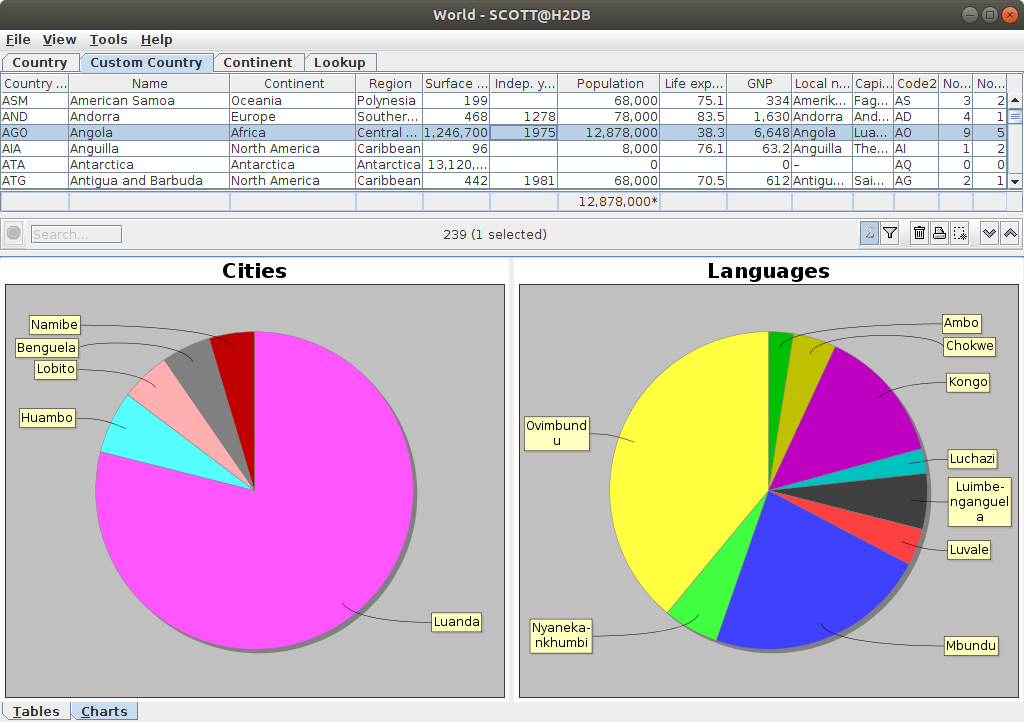 World - SCOTT@H2DB
File View Tools Help
Country Custom Country Continent Lookup
Country ... Name Continent Region Surface ... Indep. y... Population Life exp... GNP Local n... Capi... Code2 No... No...
ASM American Samoa Oceania Polynesia 199 68,000 75.1 334 Amerik... Fag... AS 3 2
AND Andorra Europe Souther... 468 1278 78,000 83.5 1,630 Andorra And... AD 4 1
AGO Angola Africa Central ... 1,246,700 1975 12,878,000 38.3 6,648 Angola Lua... AO 9 5
AIA Anguilla North America Caribbean 96 8,000 76.1 63.2 Anguilla The... AI 1 2
ATA Antarctica Antarctica Antarctica 13,120,... 0 0 – AQ 0 0
ATG Antigua and Barbuda North America Caribbean 442 1981 68,000 70.5 612 Antigu... Sai... AG 2 1
12,878,000*
Search... 239 (1 selected) Σ
Cities
Namibe
Benguela
Lobito
Huambo
Luanda
Languages
Ambo
Chokwe
Kongo
Ovimbund
u
Luchazi
Luimbe-
nganguel
a
Luvale
Nyaneka-
nkhumbi
Mbundu
Tables Charts